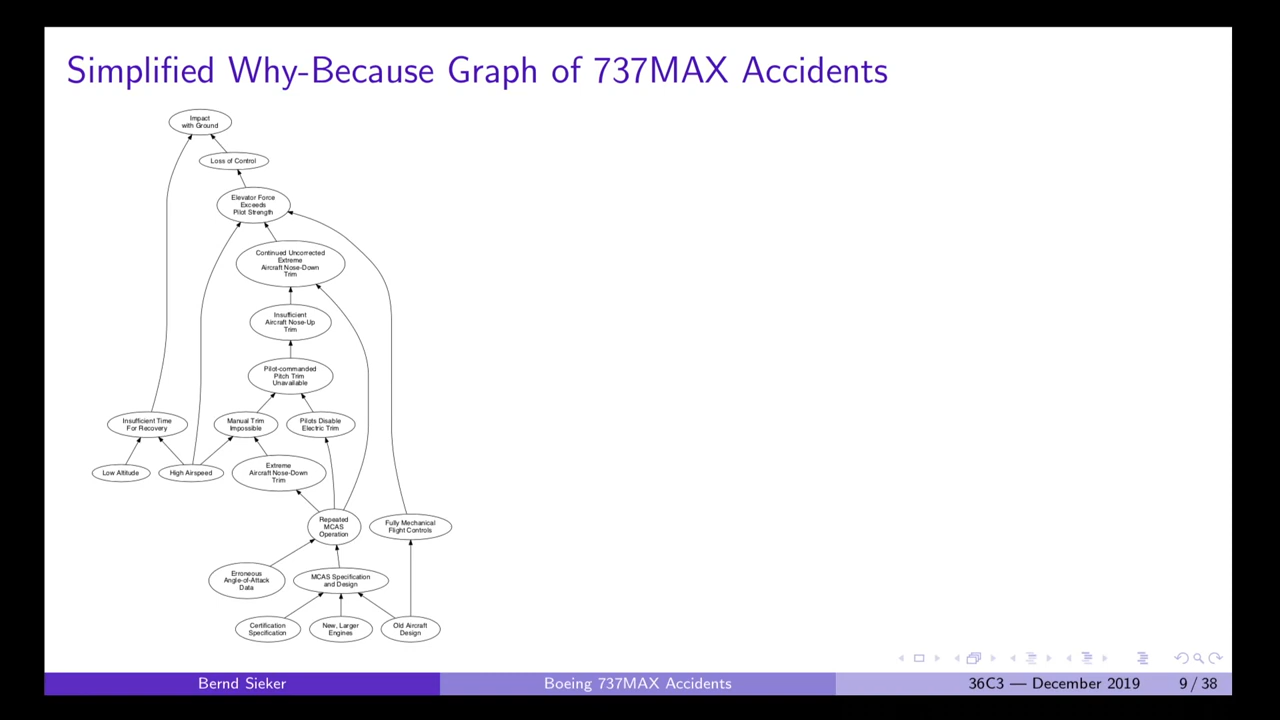 Simplified Why-Because Graph of 737MAX Accidents
Impact
with Ground
Loss of Control
Elevator Force
Exceeds
Pilot Strength
Continued Uncorrected
Extreme
Aircraft Nose-Down
Trim
Insufficient
Aircraft Nose-Up
Trim
Pilot-commanded
Pitch Trim
Unavailable
Insufficient Time
For Recovery
Manual Trim
Impossible
Pilots Disable
Electric Trim
Low Altitude
High Airspeed
Extreme
Aircraft Nose-Down
Trim
Repeated
MCAS
Operation
Fully Mechanical
Flight Controls
Erroneous
Angle-of-Attack
Data
MCAS Specification
and Design
Certification
Specification
New, Larger
Engines
Old Aircraft
Design
Bernd Sieker
Boeing 737MAX Accidents
36C3 — December 2019
9 / 38